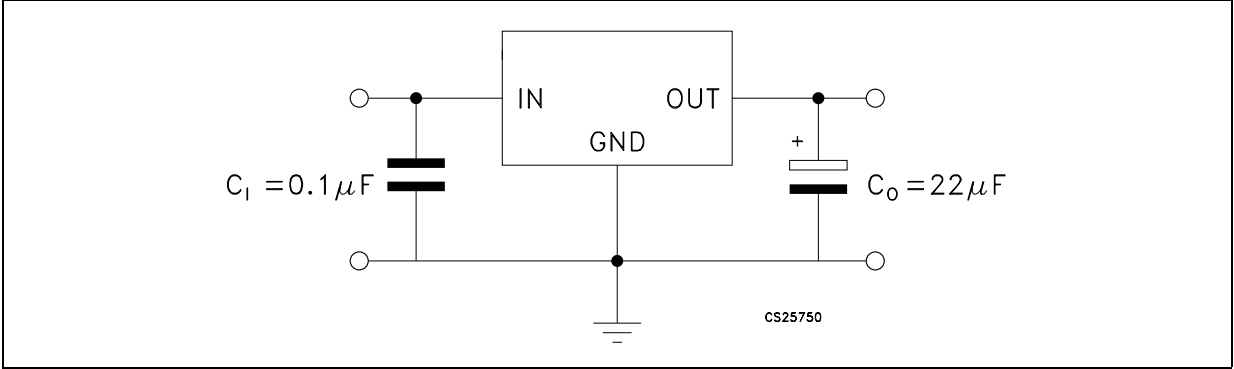 IN OUT
GND
+
C_I =0.1μF
C_O =22μF
CS25750